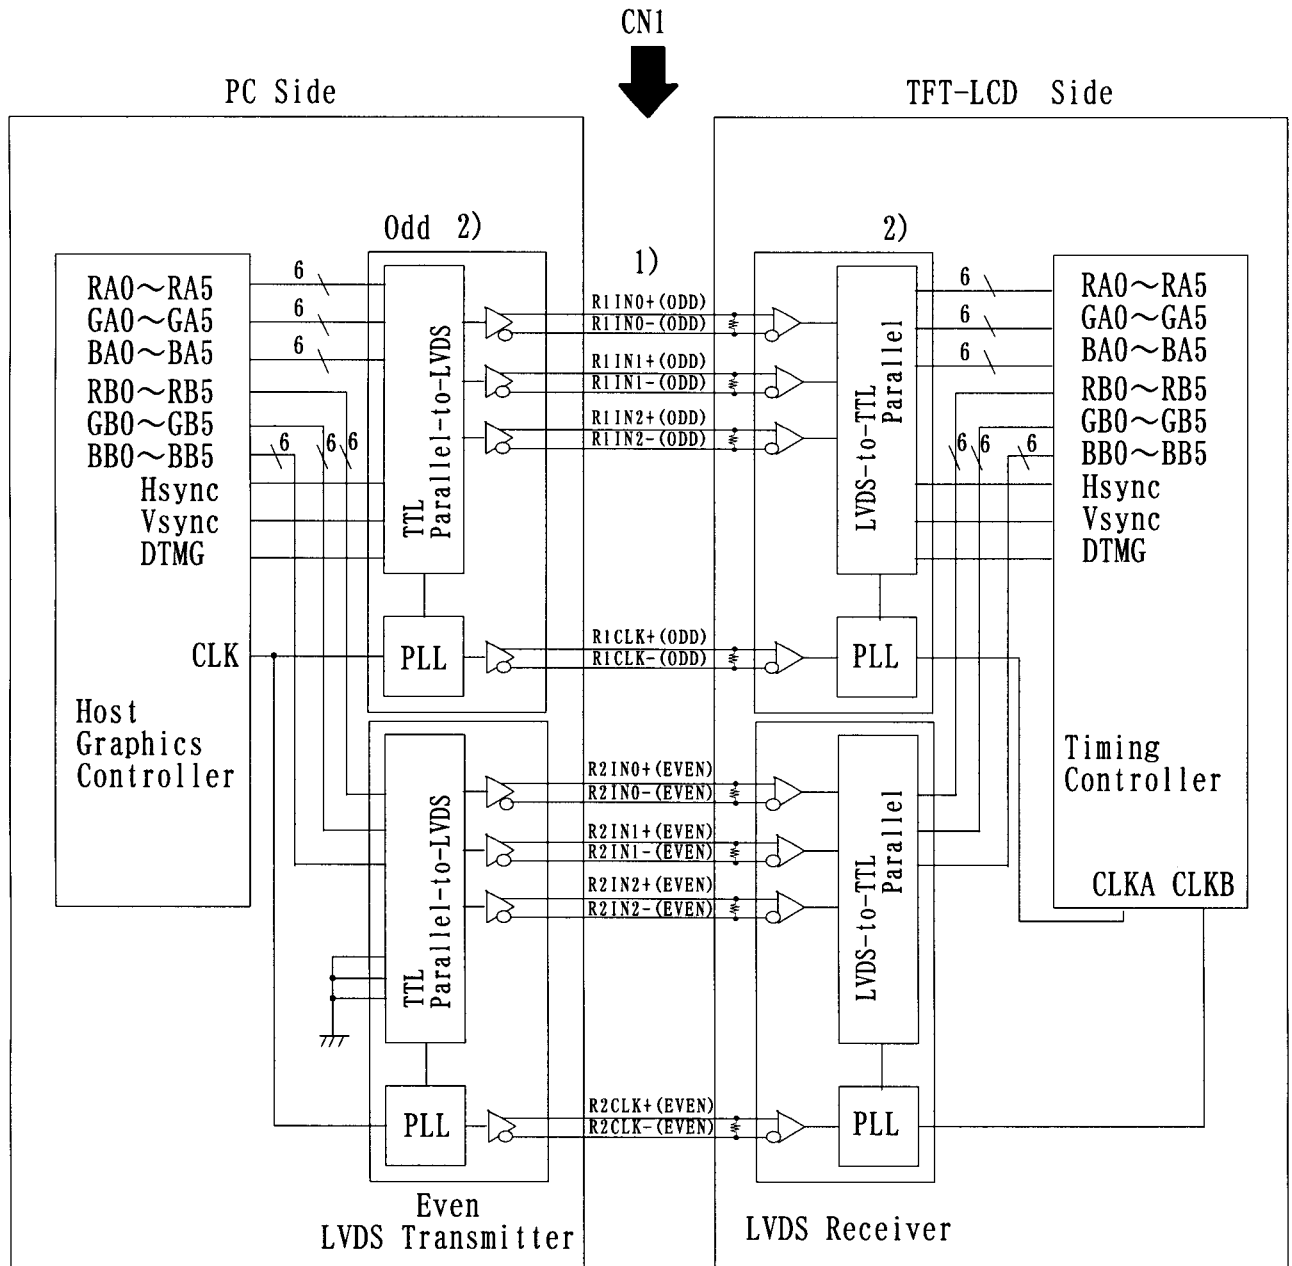 CN1
PC Side
TFT-LCD Side
Odd 2)
1)
2)
RA0~RA5
GA0~GA5
BA0~BA5
RB0~RB5
GB0~GB5
BB0~BB5
Hsync
Vsync
DTMG
CLK
Host
Graphics
Controller
6
6
6
6
6
6
TTL
Parallel-to-LVDS
PLL
R1IN0+(ODD)
R1IN0-(ODD)
R1IN1+(ODD)
R1IN1-(ODD)
R1IN2+(ODD)
R1IN2-(ODD)
R1CLK+(ODD)
R1CLK-(ODD)
LVDS-to-TTL
Parallel
PLL
6
6
6
6
6
6
RA0~RA5
GA0~GA5
BA0~BA5
RB0~RB5
GB0~GB5
BB0~BB5
Hsync
Vsync
DTMG
Timing
Controller
CLKA CLKB
TTL
Parallel-to-LVDS
PLL
R2IN0+(EVEN)
R2IN0-(EVEN)
R2IN1+(EVEN)
R2IN1-(EVEN)
R2IN2+(EVEN)
R2IN2-(EVEN)
R2CLK+(EVEN)
R2CLK-(EVEN)
LVDS-to-TTL
Parallel
PLL
Even
LVDS Transmitter
LVDS Receiver